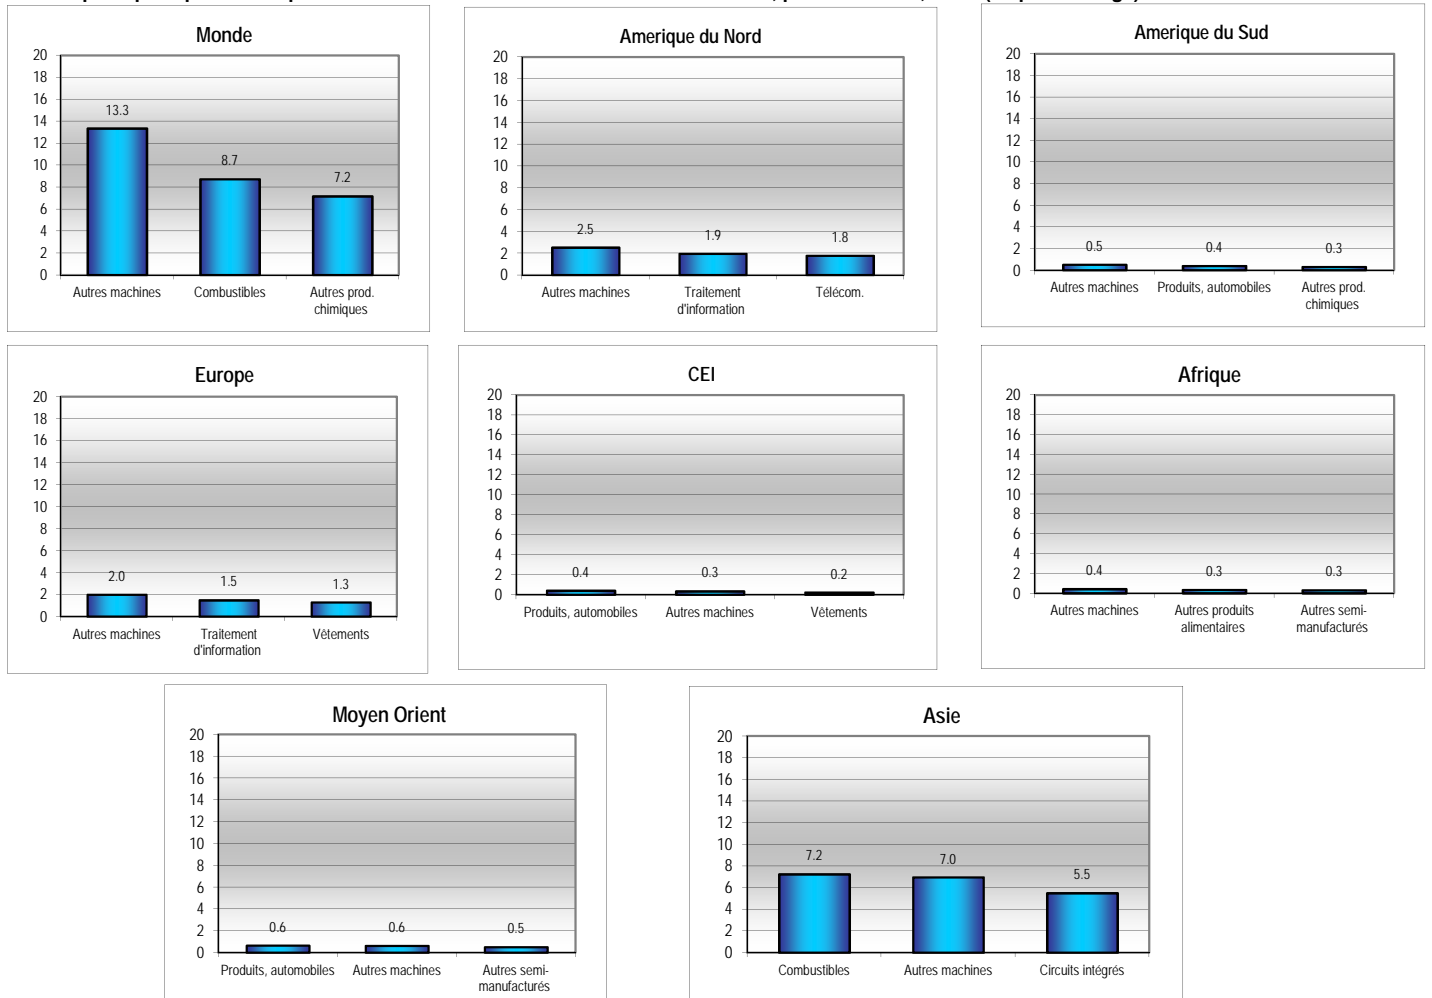 Monde
20
18
16
14
12
10
8
6
4
2
0
13.3
8.7
7.2
Autres machines
Combustibles
Autres prod.
chimiques
Amerique du Nord
20
18
16
14
12
10
8
6
4
2
0
2.5
1.9
1.8
Autres machines
Traitement
d'information
Télécom.
Amerique du Sud
20
18
16
14
12
10
8
6
4
2
0
0.5
0.4
0.3
Autres machines
Produits, automobiles
Autres prod.
chimiques
Europe
20
18
16
14
12
10
8
6
4
2
0
2.0
1.5
1.3
Autres machines
Traitement
d'information
Vêtements
CEI
20
18
16
14
12
10
8
6
4
2
0
0.4
0.3
0.2
Produits, automobiles
Autres machines
Vêtements
Afrique
20
18
16
14
12
10
8
6
4
2
0
0.4
0.3
0.3
Autres machines
Autres produits
alimentaires
Autres semi-
manufacturés
Moyen Orient
20
18
16
14
12
10
8
6
4
2
0
0.6
0.6
0.5
Produits, automobiles
Autres machines
Autres semi-
manufacturés
Asie
20
18
16
14
12
10
8
6
4
2
0
7.2
7.0
5.5
Combustibles
Autres machines
Circuits intégrés